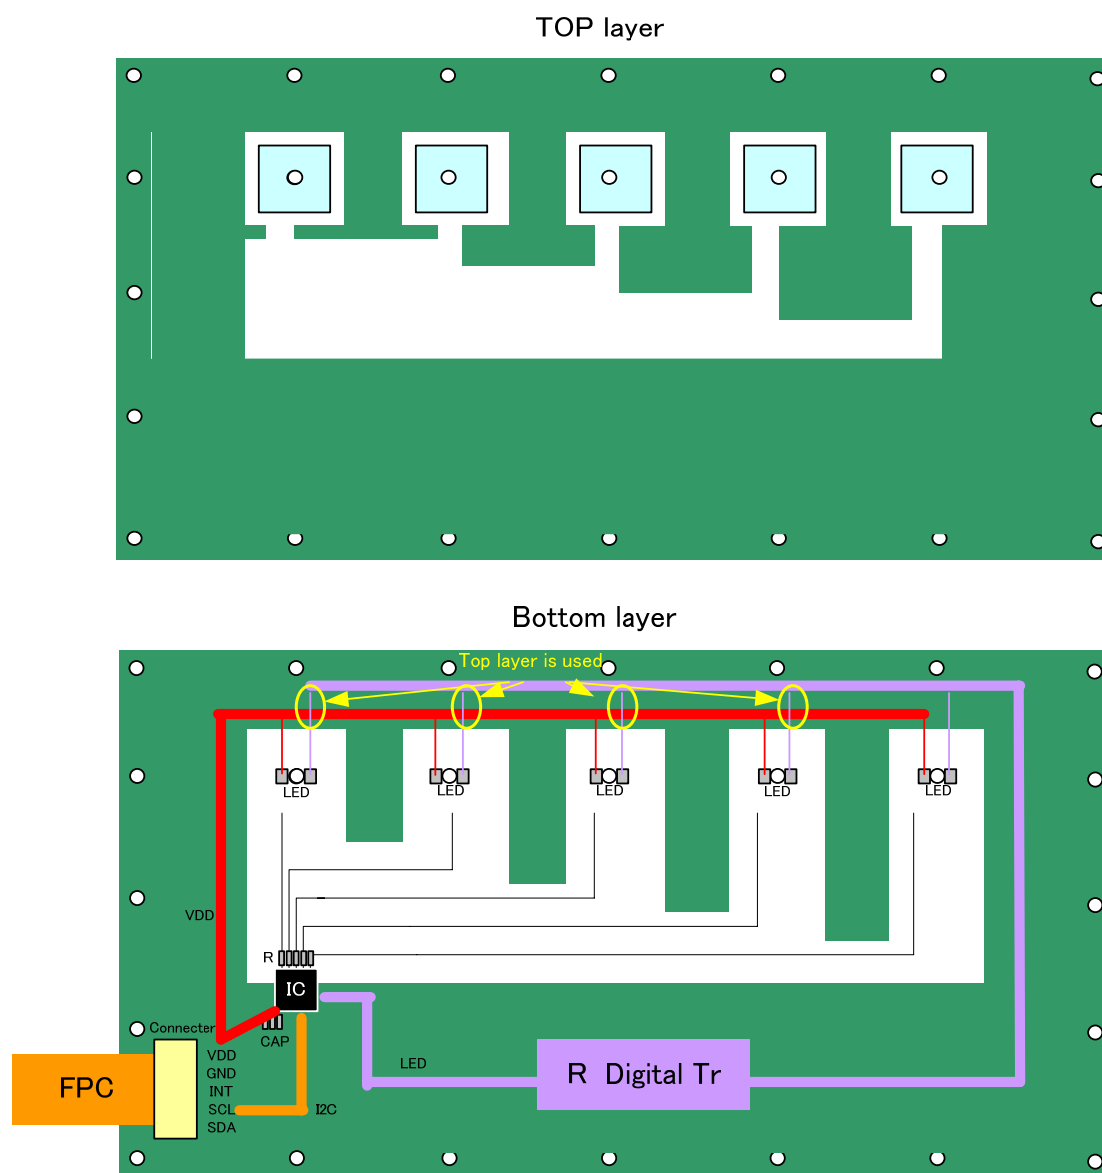 TOP layer
Bottom layer
Top layer is used
LED
LED
LED
LED
LED
VDD
R
IC
Connecter
CAP
VDD
GND
INT
SCL
SDA
FPC
I2C
LED
R Digital Tr